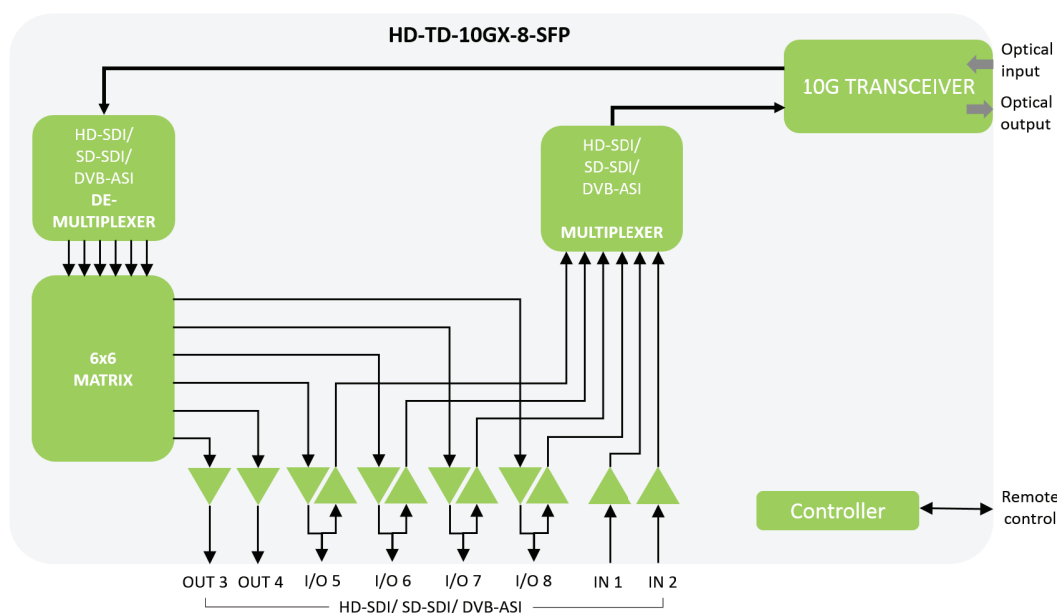 HD-TD-10GX-8-SFP
Optical
input
10G TRANSCEIVER
Optical
output
HD-SDI/
SD-SDI/
DVB-ASI
DE-
MULTIPLEXER
HD-SDI/
SD-SDI/
DVB-ASI
MULTIPLEXER
6x6
MATRIX
Controller
Remote
control
OUT 3
OUT 4
I/O 5
I/O 6
I/O 7
I/O 8
IN 1
IN 2
HD-SDI/ SD-SDI/ DVB-ASI